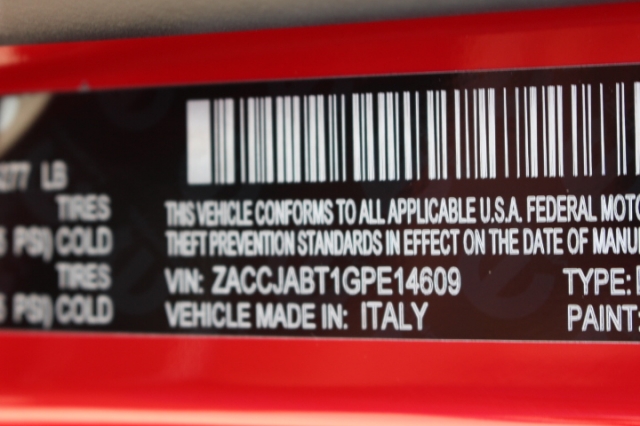 277 LB
TIRES
PSI) COLD
TIRES
PSI) COLD
THIS VEHICLE CONFORMS TO ALL APPLICABLE U.S.A. FEDERAL MOTO
THEFT PREVENTION STANDARDS IN EFFECT ON THE DATE OF MANU
VIN: ZACCJABT1GPE14609 TYPE:
VEHICLE MADE IN: ITALY PAINT: